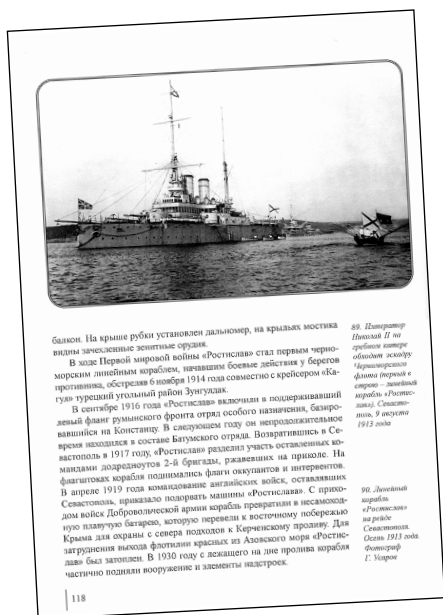 балкон. На крыше рубки установлен дальномер, на крыльях мостика
видны зачехленные зенитные орудия.
В ходе Первой мировой войны «Ростислав» стал первым черно-
морским линейным кораблем, начавшим боевые действия у берегов
противника, обстреляв 6 ноября 1914 года совместно с крейсером «Ка-
гул» турецкий угольный район Зунгулдак.
В сентябре 1916 года «Ростислав» включили в поддерживавший
левый фланг румынского фронта отряд особого назначения, базиро-
вавшийся на Констанцу. В следующем году он непродолжительное
время находился в составе Батумского отряда. Возвратившись в Се-
вастополь в 1917 году, «Ростислав» разделил участь оставленных ко-
мандами додредноутов 2-й бригады, ржавевших на приколе. На
флагштоках корабля поднимались флаги оккупантов и интервентов.
В апреле 1919 года командование английских войск, оставлявших
Севастополь, приказало подорвать машины «Ростислава». С прихо-
дом войск Добровольческой армии корабль превратили в несамоход-
ную плавучую батарею, которую перевели к восточному побережью
Крыма для охраны с севера подходов к Керченскому проливу. Для
затруднения выхода флотилии красных из Азовского моря «Ростис-
лав» был затоплен. В 1930 году с лежащего на дне пролива корабля
частично подняли вооружение и элементы надстроек.
89. Император
Николай II на
гребном катере
обходит эскадру
Черноморского
флота (первый в
строю – линейный
корабль «Ростис-
лав»). Севасто-
поль, 9 августа
1913 года
90. Линейный
корабль
«Ростислав»
на рейде
Севастополя.
Осень 1913 года.
Фотограф
Г. Усаров
118